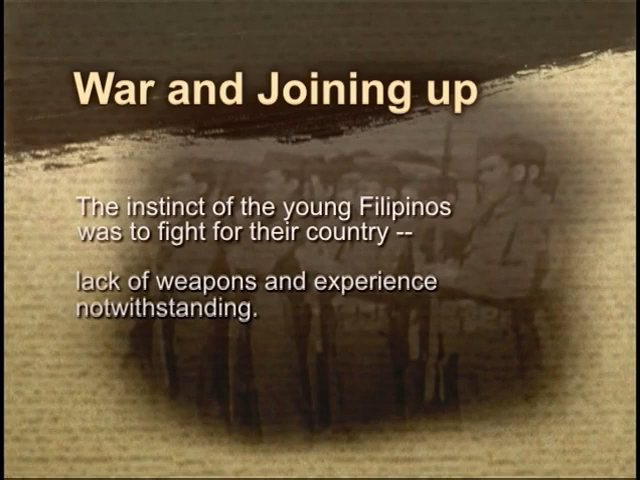 War and Joining up
The instinct of the young Filipinos
was to fight for their country --
lack of weapons and experience
notwithstanding.